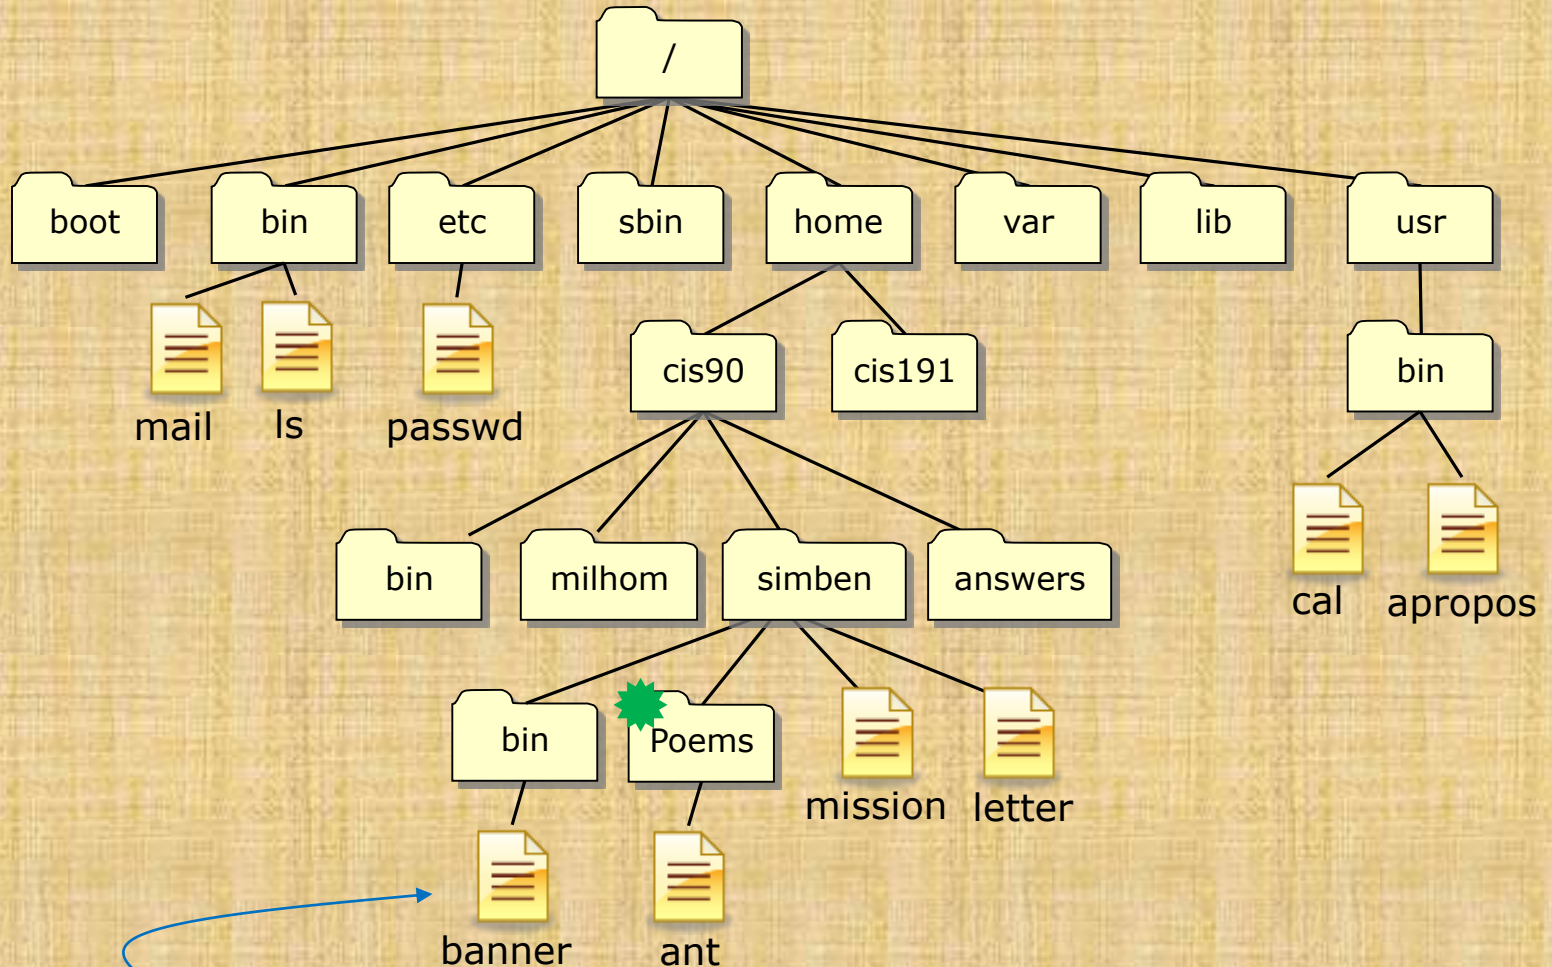 /
boot bin etc sbin home var lib usr
mail ls passwd cis90 cis191 bin
bin milhom simben answers cal apropos
bin Poems mission letter
banner ant